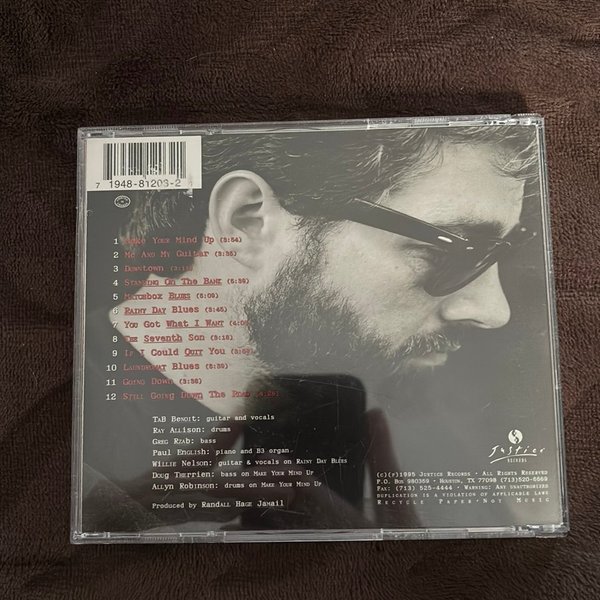 7 1948-81203-2
1 Make Your Mind Up (3:54)
2 Me And My Guitar (3:35)
3 Downtown
4 Standing On The Bank
5 Matchbox Blues (5:09)
6 Rainy Day Blues (3:45)
7 You Got What I Want
8 The Seventh Son (3:18)
9 If I Could Quit You
10 Laundromat Blues
11 Going Down (3:38)
12 Still Going Down The Road
Tab Benoit: guitar and vocals
Ray Allison: drums
Greg Rzab: bass
Paul English: piano and B3 organ
Willie Nelson: guitar & vocals on Rainy Day Blues
Doug Therrien: bass on Make Your Mind Up
Allyn Robinson: drums on Make Your Mind Up
Produced by Randall Hage Jamail
Justice
RECORDS
(c)(P)1995 Justice Records · All Rights Reserved
P.O. Box 980369 · Houston, TX 77098 (713)520-6669
Fax: (713) 525-4444 · Warning: Any unauthorized
duplication is a violation of applicable laws
Recycle Paper·Not Music